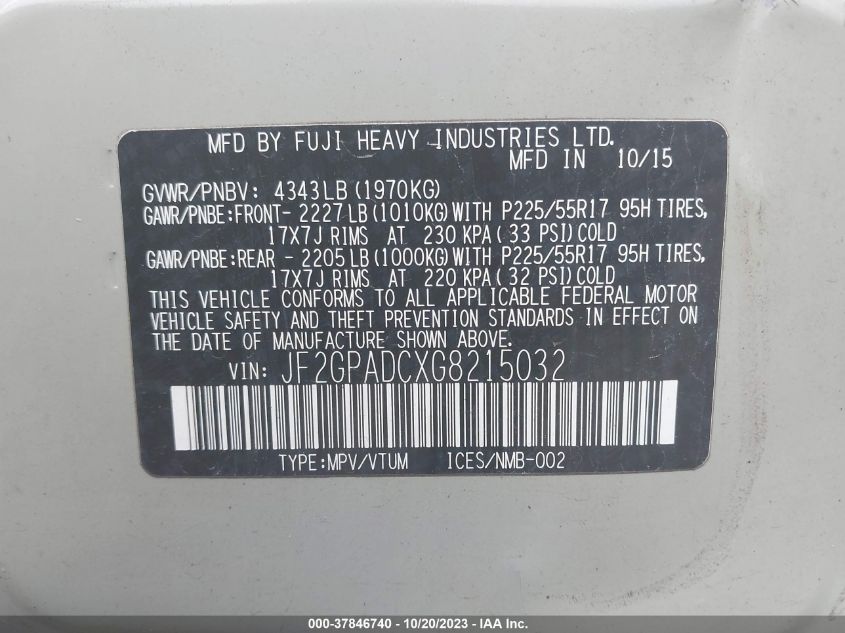 MFD BY FUJI HEAVY INDUSTRIES LTD.
MFD IN 10/15
GVWR/PNBV: 4343LB (1970KG)
GAWR/PNBE:FRONT- 2227LB (1010KG) WITH P225/55R17 95H TIRES,
17X7J RIMS AT 230 KPA (33 PSI) COLD
GAWR/PNBE:REAR - 2205LB (1000KG) WITH P225/55R17 95H TIRES,
17X7J RIMS AT 220 KPA (32 PSI) COLD
THIS VEHICLE CONFORMS TO ALL APPLICABLE FEDERAL MOTOR
VEHICLE SAFETY AND THEFT PREVENTION STANDARDS IN EFFECT ON
THE DATE OF MANUFACTURE SHOWN ABOVE.
VIN: JF2GPADCXG8215032
TYPE:MPV/VTUM ICES/NMB-002
000-37846740 - 10/20/2023 - Copyright IAA, Inc.